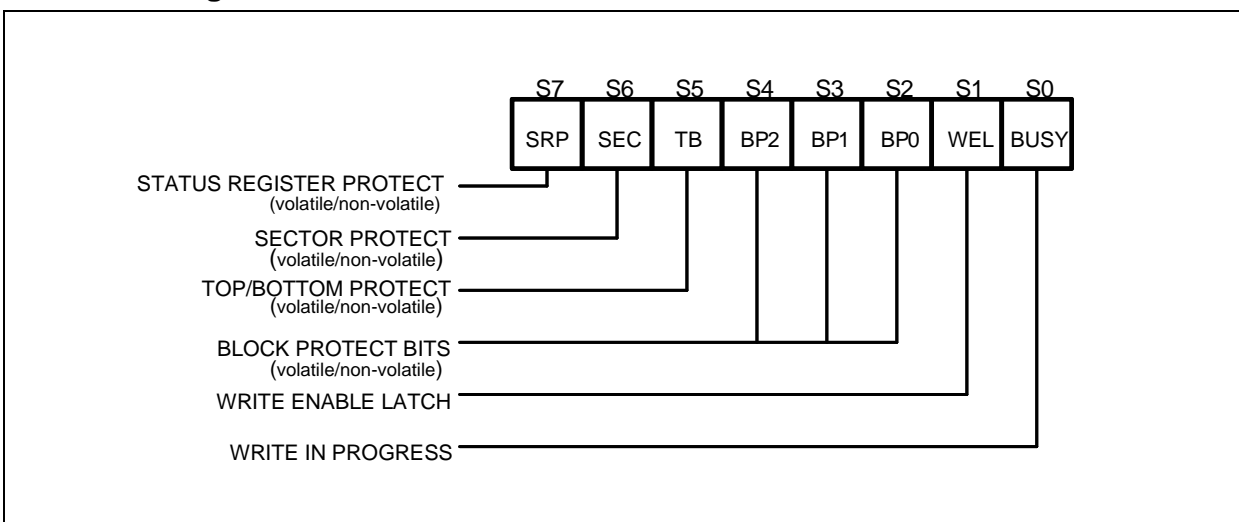 S7 S6 S5 S4 S3 S2 S1 S0
SRP SEC TB BP2 BP1 BP0 WEL BUSY
STATUS REGISTER PROTECT
(volatile/non-volatile)
SECTOR PROTECT
(volatile/non-volatile)
TOP/BOTTOM PROTECT
(volatile/non-volatile)
BLOCK PROTECT BITS
(volatile/non-volatile)
WRITE ENABLE LATCH
WRITE IN PROGRESS